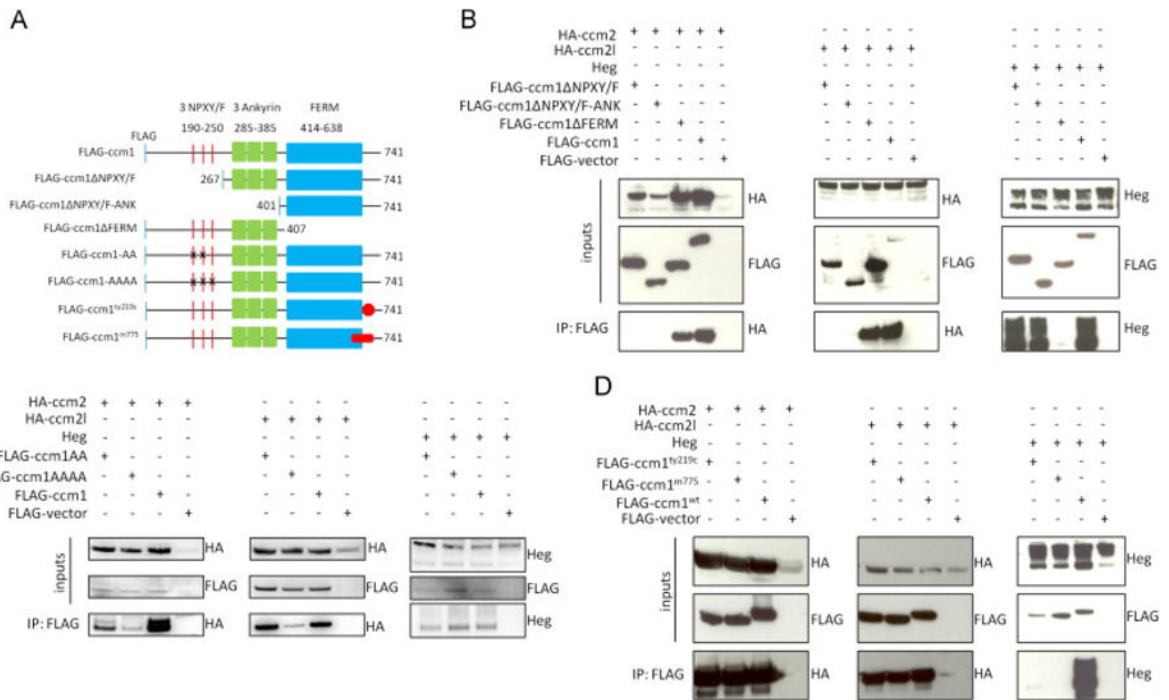 A
3 NPXY/F 3 Ankyrin FERM
190-250 285-385 414-638
FLAG
FLAG-ccm1 741
FLAG-ccm1ΔNPXY/F 267 741
FLAG-ccm1ΔNPXY/F-ANK 401 741
FLAG-ccm1ΔFERM 407
FLAG-ccm1-AA 741
FLAG-ccm1-AAAA 741
FLAG-ccm1ty219c 741
FLAG-ccm1m775 741
B
HA-ccm2 + + + + + - - - - - - - - - -
HA-ccm2l - - - - - + + + + + - - - - -
Heg - - - - - - - - - - + + + + +
FLAG-ccm1ΔNPXY/F + - - - - + - - - - + - - - -
FLAG-ccm1ΔNPXY/F-ANK - + - - - - + - - - - + - - -
FLAG-ccm1ΔFERM - - + - - - - + - - - - + - -
FLAG-ccm1 - - - + - - - - + - - - - + -
FLAG-vector - - - - + - - - - + - - - - +
inputs
HA HA Heg
FLAG FLAG FLAG
IP: FLAG HA HA Heg
HA-ccm2 + + + + - - - - - - - -
HA-ccm2l - - - - + + + + - - - -
Heg - - - - - - - - + + + +
FLAG-ccm1AA + - - - + - - - + - - -
AG-ccm1AAAA - + - - - + - - - + - -
FLAG-ccm1 - - + - - - + - - - + -
FLAG-vector - - - + - - - + - - - +
inputs
HA HA Heg
FLAG FLAG FLAG
IP: FLAG HA HA Heg
D
HA-ccm2 + + + + - - - - - - - -
HA-ccm2l - - - - + + + + - - - -
Heg - - - - - - - - + + + +
FLAG-ccm1ty219c + - - - + - - - + - - -
FLAG-ccm1m775 - + - - - + - - - + - -
FLAG-ccm1wt - - + - - - + - - - + -
FLAG-vector - - - + - - - + - - - +
inputs
HA HA Heg
FLAG FLAG FLAG
IP: FLAG HA HA Heg